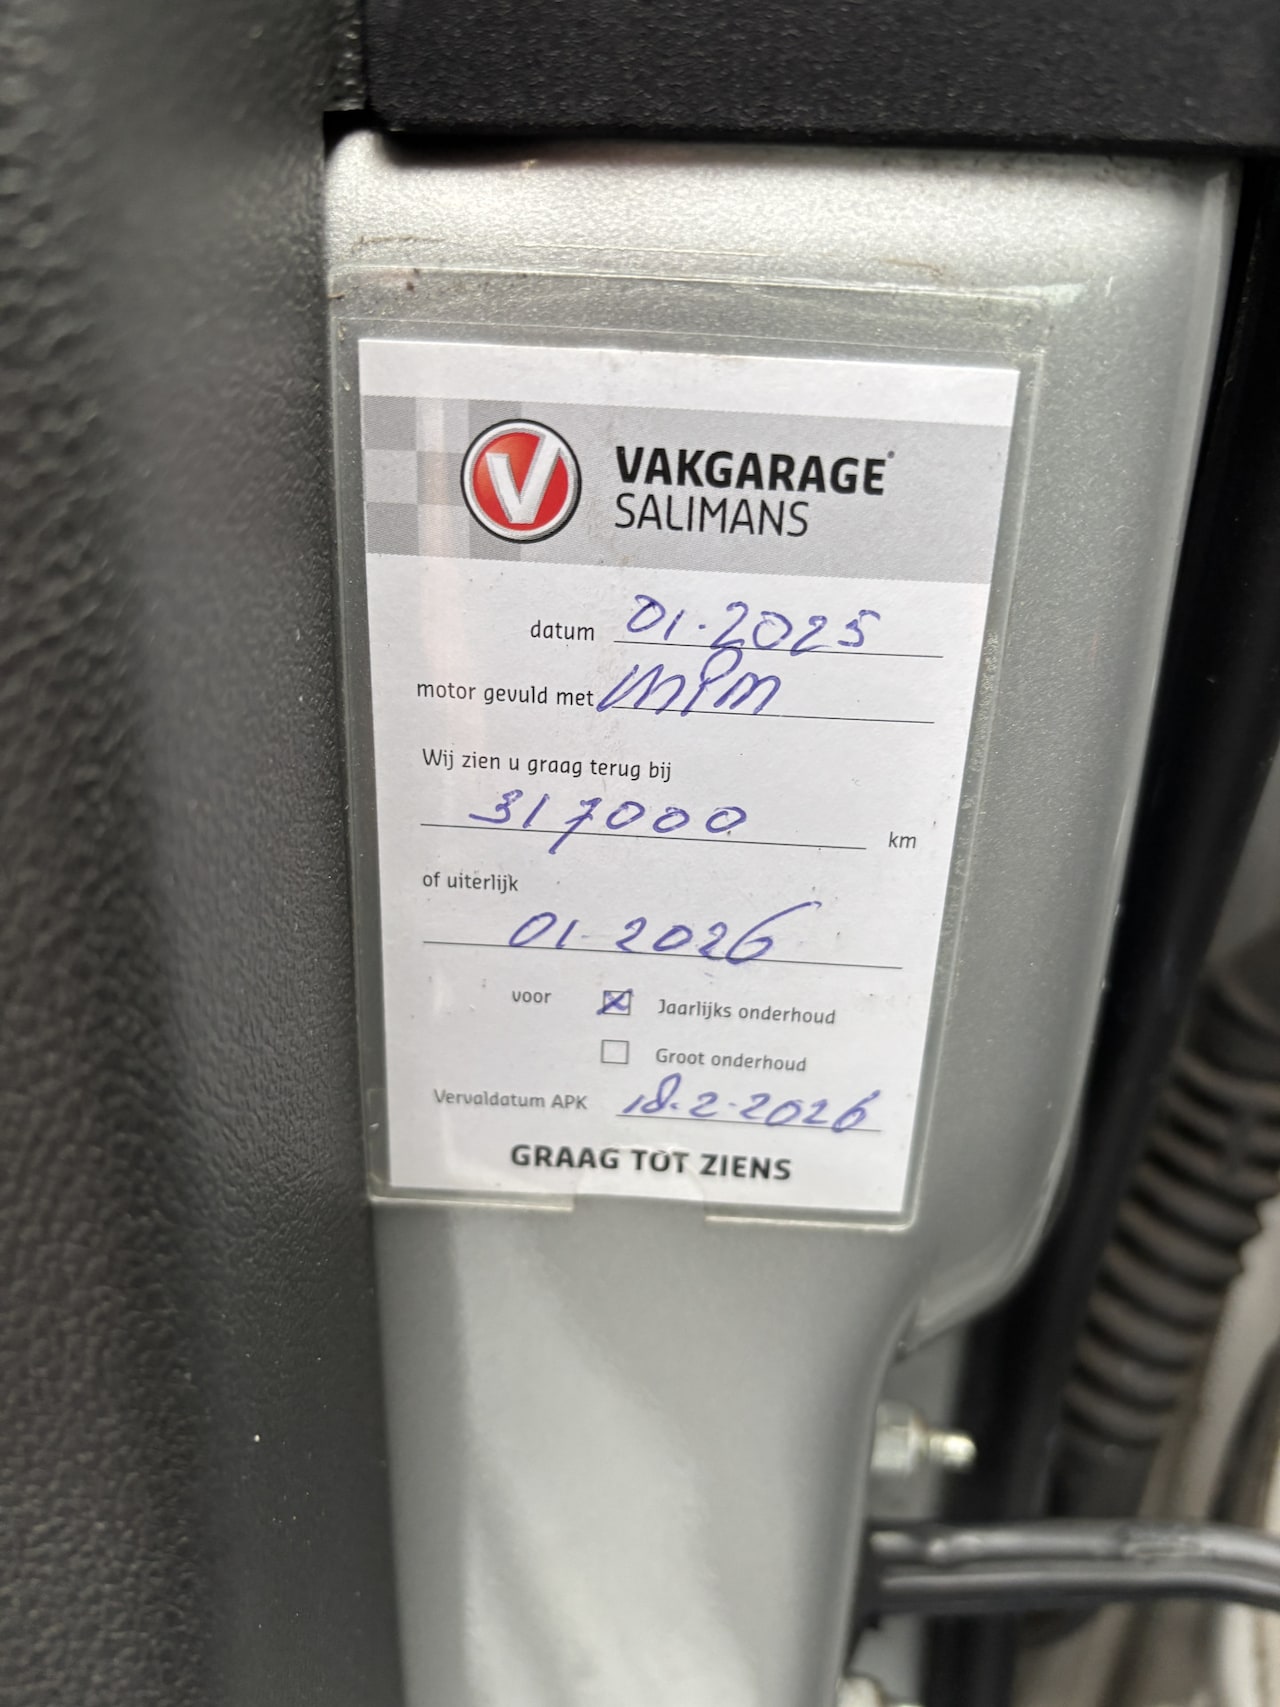 V
VAKGARAGE
SALIMANS
datum 01.2025
motor gevuld met MPM
Wij zien u graag terug bij
317000 km
of uiterlijk
01-2026
voor Jaarlijks onderhoud
Groot onderhoud
Vervaldatum APK 18.2.2026
GRAAG TOT ZIENS